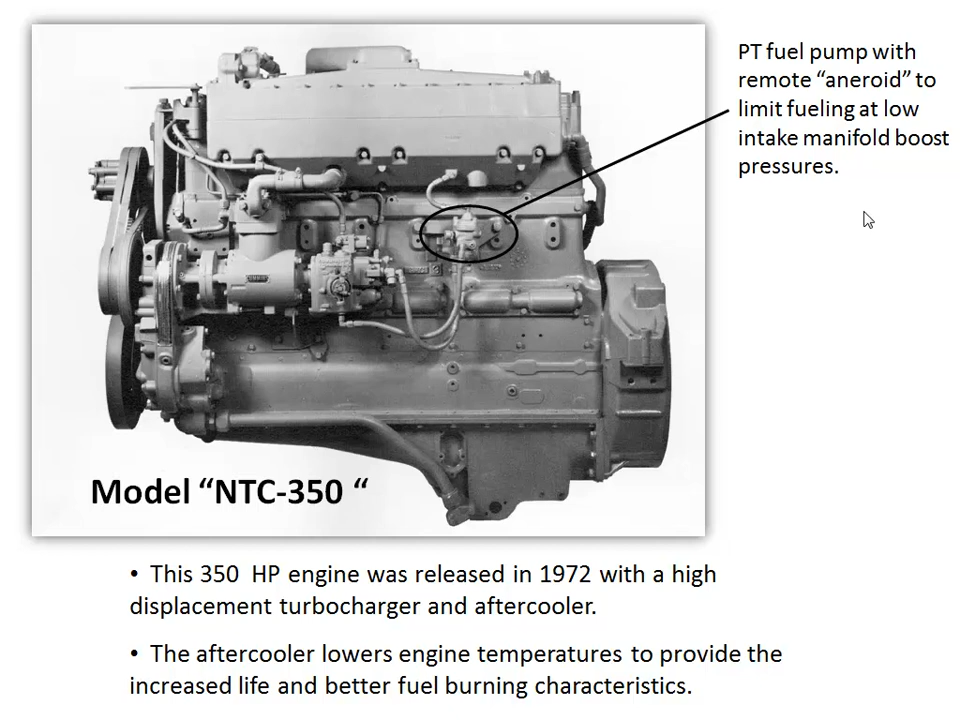 PT fuel pump with
remote “aneroid” to
limit fueling at low
intake manifold boost
pressures.
Model “NTC-350 “
• This 350 HP engine was released in 1972 with a high
displacement turbocharger and aftercooler.
• The aftercooler lowers engine temperatures to provide the
increased life and better fuel burning characteristics.